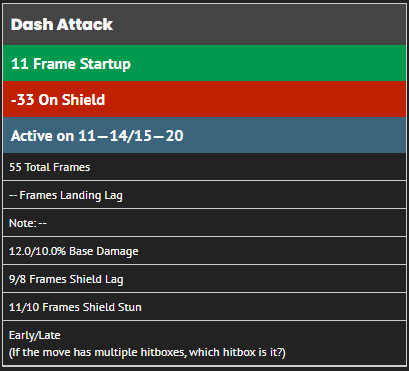 Dash Attack
11 Frame Startup
-33 On Shield
Active on 11—14/15—20
55 Total Frames
-- Frames Landing Lag
Note: --
12.0/10.0% Base Damage
9/8 Frames Shield Lag
11/10 Frames Shield Stun
Early/Late
(If the move has multiple hitboxes, which hitbox is it?)